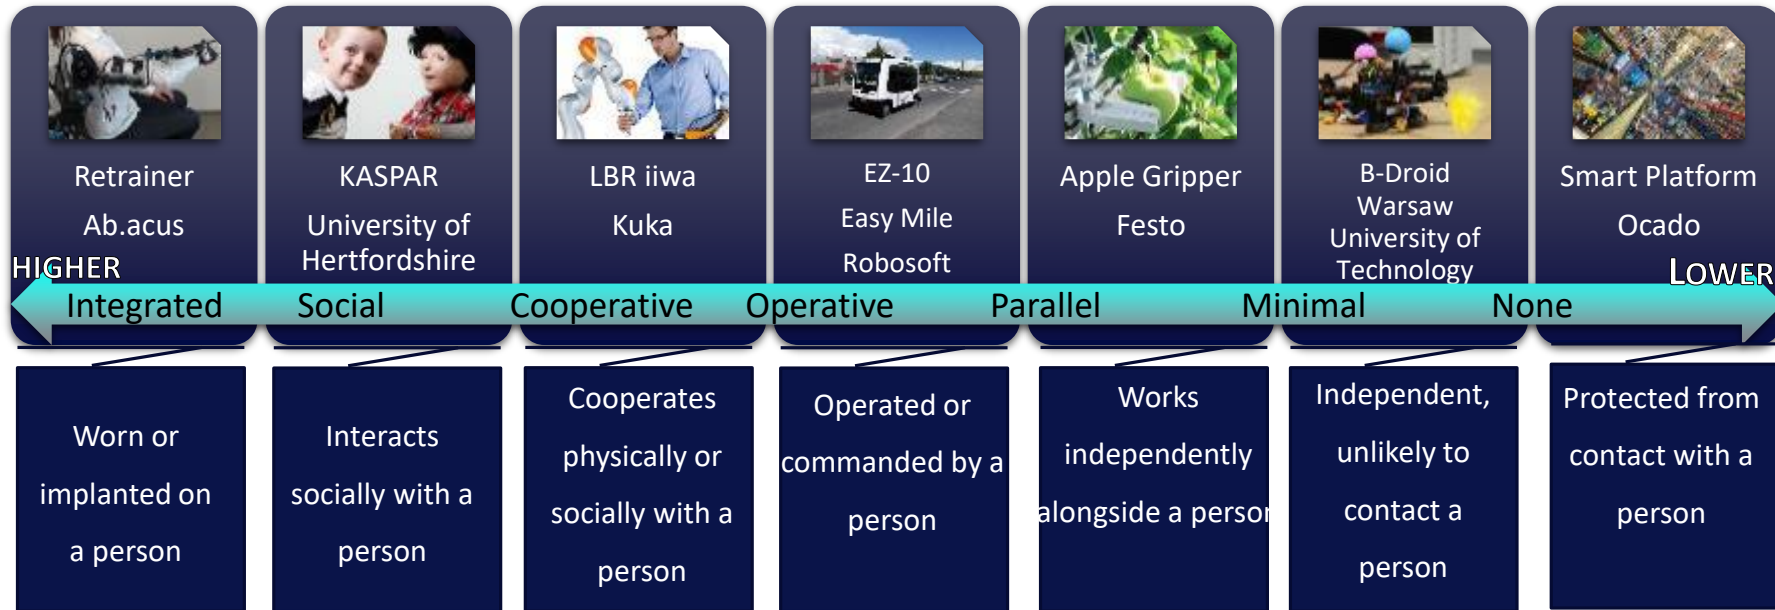 Retrainer
Ab.acus
KASPAR
University of
Hertfordshire
LBR iiwa
Kuka
EZ-10
Easy Mile
Robosoft
Apple Gripper
Festo
B-Droid
Warsaw
University of
Technology
Smart Platform
Ocado
HIGHER
LOWER
Integrated
Social
Cooperative
Operative
Parallel
Minimal
None
Worn or
implanted on
a person
Interacts
socially with a
person
Cooperates
physically or
socially with a
person
Operated or
commanded by a
person
Works
independently
alongside a person
Independent,
unlikely to
contact a
person
Protected from
contact with a
person